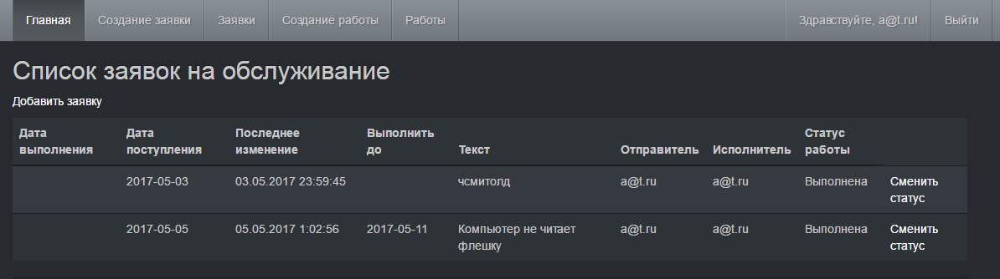 Главная Создание заявки Заявки Создание работы Работы Здравствуйте, a@t.ru! Выйти
Список заявок на обслуживание
Добавить заявку
Дата Дата Последнее Выполнить Статус
выполнения поступления изменение до Текст Отправитель Исполнитель работы
2017-05-03 03.05.2017 23:59:45 чсмитолд a@t.ru a@t.ru Выполнена Сменить
статус
2017-05-05 05.05.2017 1:02:56 2017-05-11 Компьютер не читает a@t.ru a@t.ru Выполнена Сменить
флешку статус